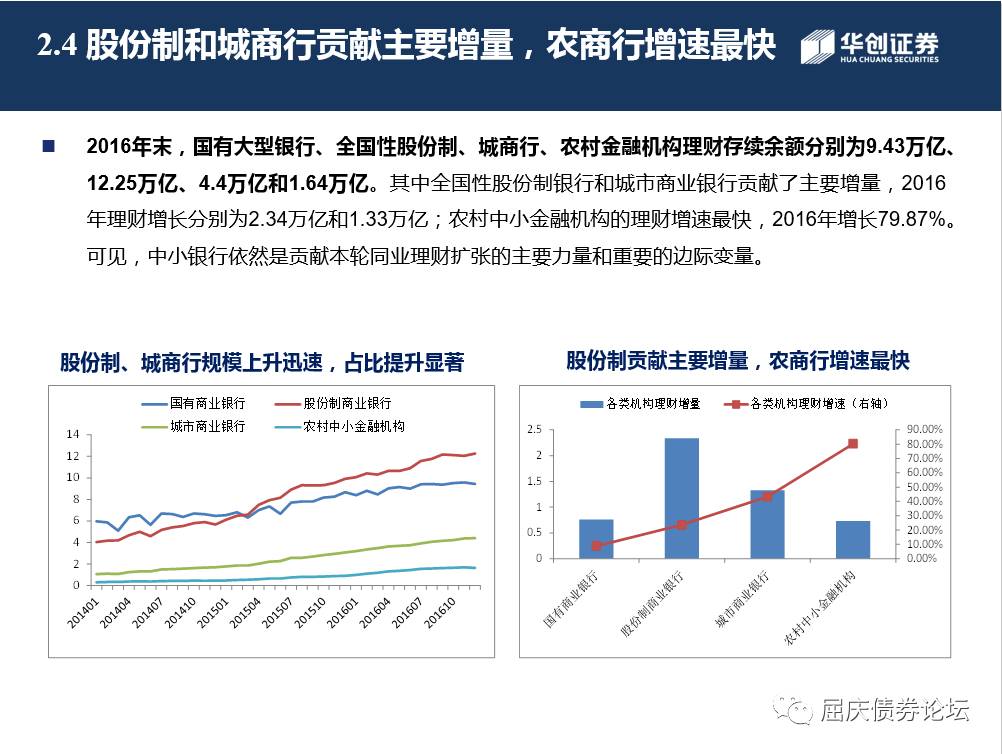 2.4 股份制和城商行贡献主要增量，农商行增速最快
华创证券
HUA CHUANG SECURITIES
2016年末，国有大型银行、全国性股份制、城商行、农村金融机构理财存续余额分别为9.43万亿、
12.25万亿、4.4万亿和1.64万亿。其中全国性股份制银行和城市商业银行贡献了主要增量，2016
年理财增长分别为2.34万亿和1.33万亿；农村中小金融机构的理财增速最快，2016年增长79.87%。
可见，中小银行依然是贡献本轮同业理财扩张的主要力量和重要的边际变量。
股份制、城商行规模上升迅速，占比提升显著
国有商业银行 股份制商业银行
城市商业银行 农村中小金融机构
14
12
10
8
6
4
2
0
201401 201404 201407 201410 201501 201504 201507 201510 201601 201604 201607 201610
股份制贡献主要增量，农商行增速最快
各类机构理财增量 各类机构理财增速（右轴）
2.5
2
1.5
1
0.5
0
90.00%
80.00%
70.00%
60.00%
50.00%
40.00%
30.00%
20.00%
10.00%
0.00%
国有商业银行 股份制商业银行 城市商业银行 农村中小金融机构
屈庆债券论坛